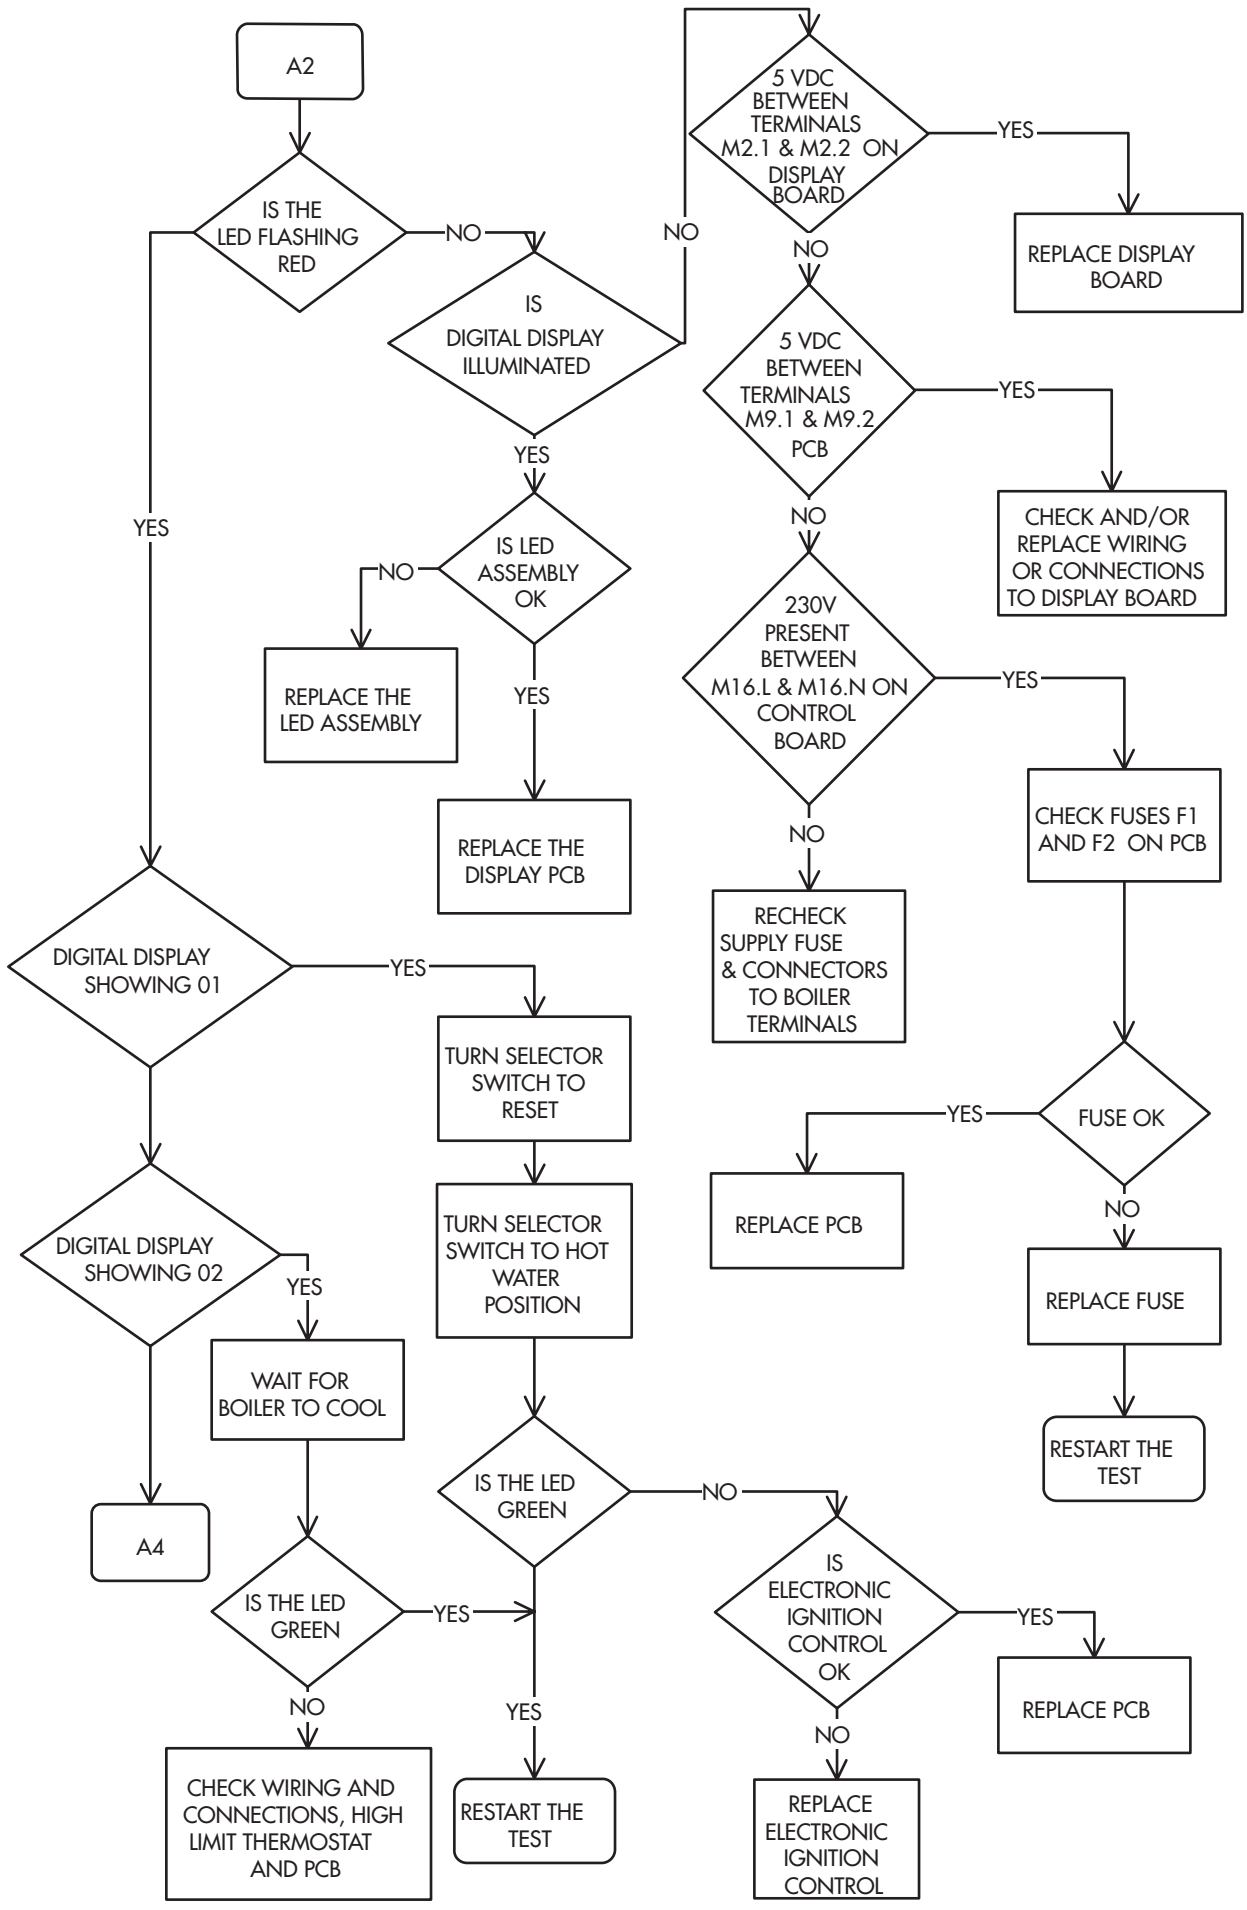 A2
IS THE
LED FLASHING
RED
NO
IS
DIGITAL DISPLAY
ILLUMINATED
NO
5 VDC
BETWEEN
TERMINALS
M2.1 & M2.2 ON
DISPLAY
BOARD
YES
REPLACE DISPLAY
BOARD
NO
5 VDC
BETWEEN
TERMINALS
M9.1 & M9.2
PCB
YES
CHECK AND/OR
REPLACE WIRING
OR CONNECTIONS
TO DISPLAY BOARD
NO
230V
PRESENT
BETWEEN
M16.L & M16.N ON
CONTROL
BOARD
YES
CHECK FUSES F1
AND F2 ON PCB
NO
RECHECK
SUPPLY FUSE
& CONNECTORS
TO BOILER
TERMINALS
FUSE OK
YES
REPLACE PCB
NO
REPLACE FUSE
RESTART THE
TEST
YES
IS LED
ASSEMBLY
OK
NO
REPLACE THE
LED ASSEMBLY
YES
REPLACE THE
DISPLAY PCB
YES
DIGITAL DISPLAY
SHOWING 01
YES
TURN SELECTOR
SWITCH TO
RESET
TURN SELECTOR
SWITCH TO HOT
WATER
POSITION
DIGITAL DISPLAY
SHOWING 02
YES
WAIT FOR
BOILER TO COOL
A4
IS THE LED
GREEN
YES
NO
CHECK WIRING AND
CONNECTIONS, HIGH
LIMIT THERMOSTAT
AND PCB
IS THE LED
GREEN
NO
YES
RESTART THE
TEST
IS
ELECTRONIC
IGNITION
CONTROL
OK
YES
REPLACE PCB
NO
REPLACE
ELECTRONIC
IGNITION
CONTROL